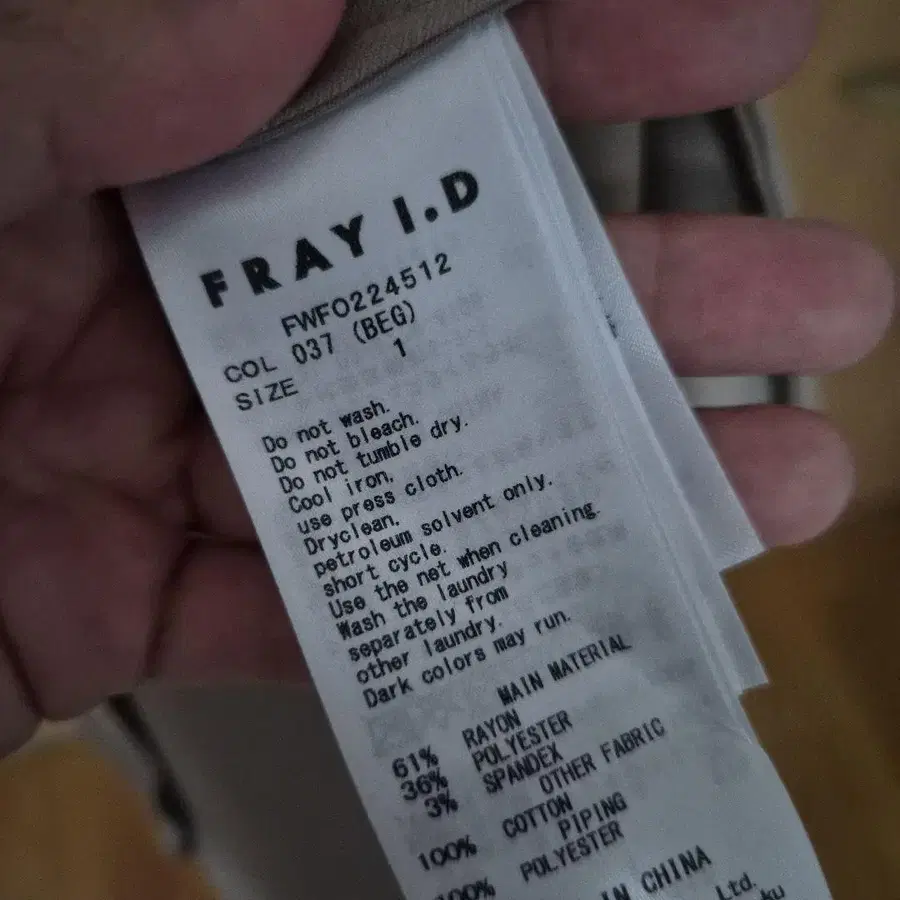 FRAY I.D
FWFO224512
COL 037 (BEG)
SIZE 1
Do not wash.
Do not bleach.
Do not tumble dry.
Cool iron.
use press cloth.
Dryclean.
petroleum solvent only.
short cycle.
Use the net when cleaning.
Wash the laundry
separately from
other laundry.
Dark colors may run.
MAIN MATERIAL
61% RAYON
36% POLYESTER
3% SPANDEX
OTHER FABRIC
100% COTTON
PIPING
100% POLYESTER
IN CHINA
Ltd.